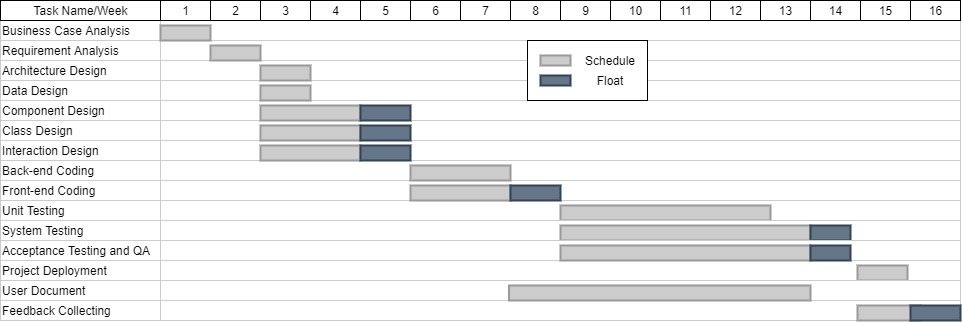 Task Name/Week 1 2 3 4 5 6 7 8 9 10 11 12 13 14 15 16
Business Case Analysis
Requirement Analysis
Architecture Design
Schedule
Data Design
Float
Component Design
Class Design
Interaction Design
Back-end Coding
Front-end Coding
Unit Testing
System Testing
Acceptance Testing and QA
Project Deployment
User Document
Feedback Collecting